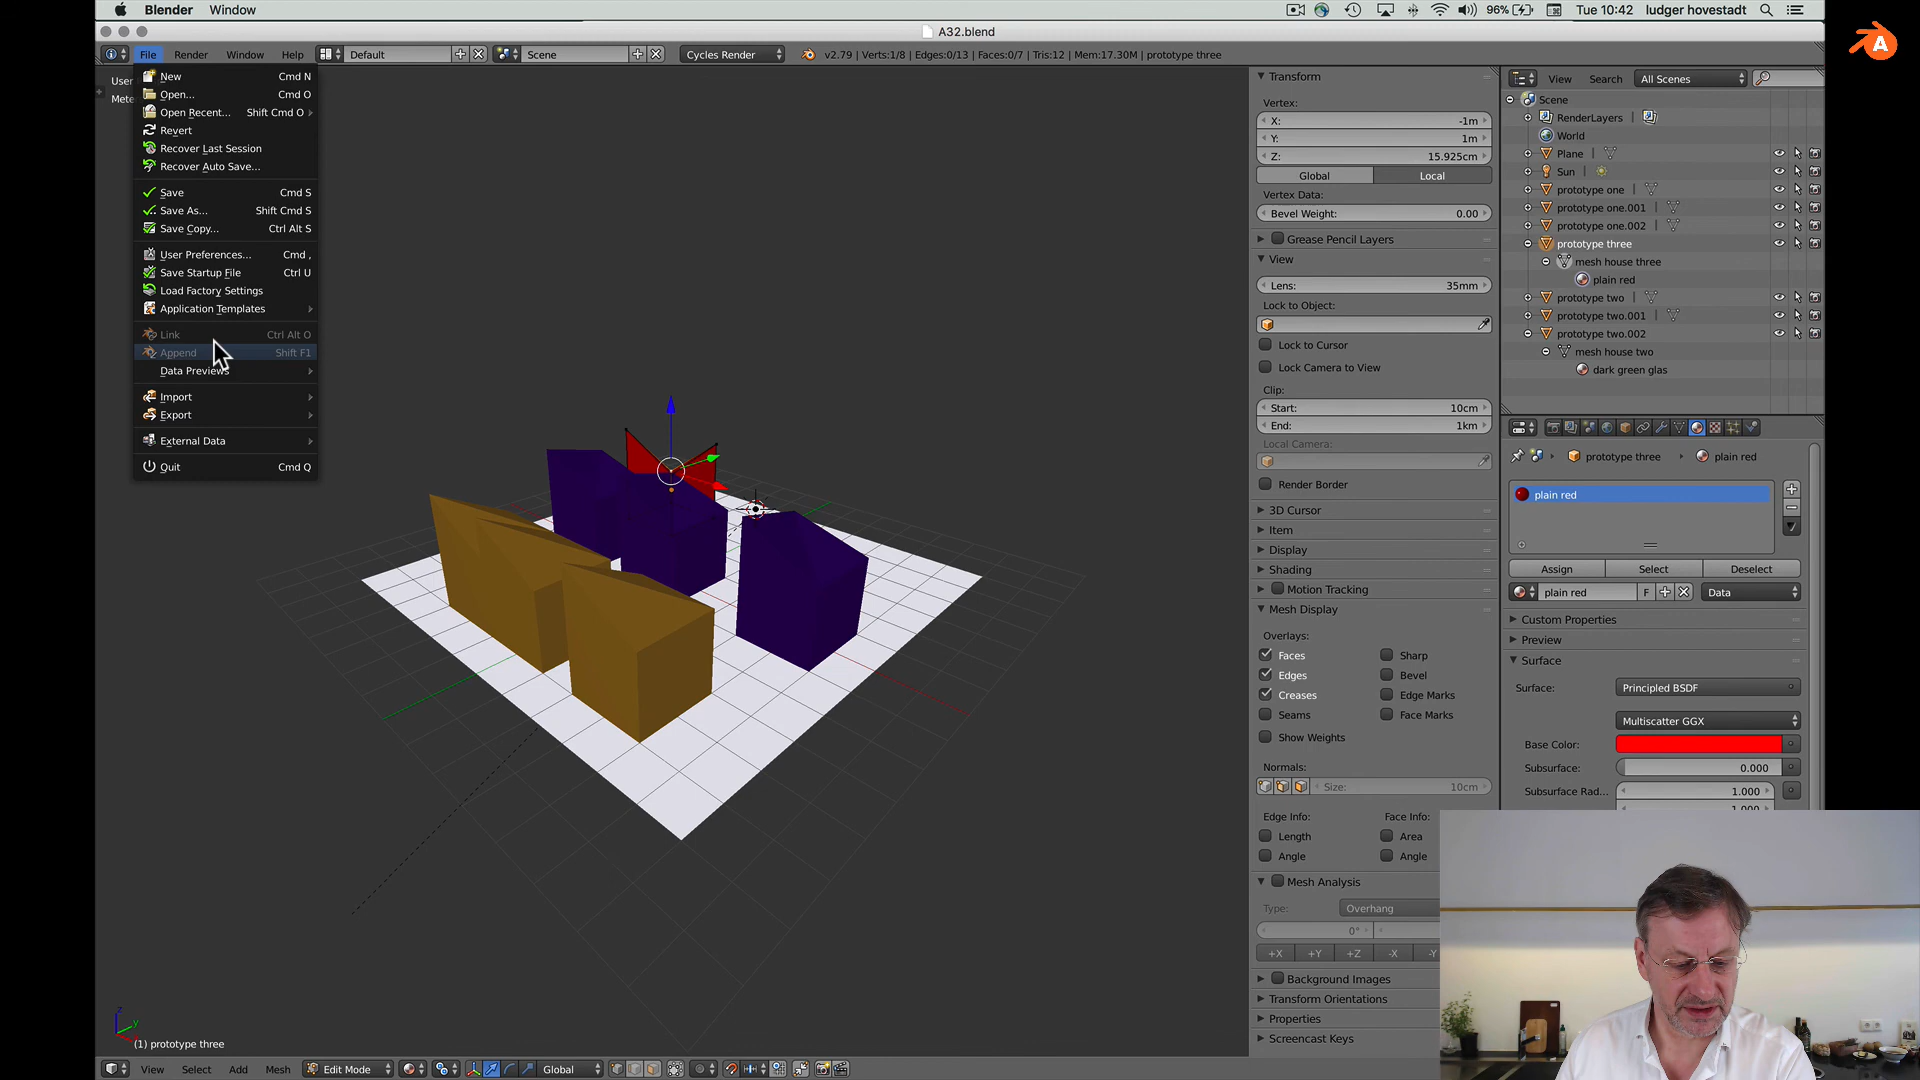 Blender Window
96% Tue 10:42 ludger hovestadt
A32.blend
File Render Window Help Default Scene Cycles Render v2.79 | Verts:1/8 | Edges:0/13 | Faces:0/7 | Tris:12 | Mem:17.30M | prototype three
User
Mete
New Cmd N
Open... Cmd O
Open Recent... Shift Cmd O
Revert
Recover Last Session
Recover Auto Save...
Save Cmd S
Save As... Shift Cmd S
Save Copy... Ctrl Alt S
User Preferences... Cmd ,
Save Startup File Ctrl U
Load Factory Settings
Application Templates
Link Ctrl Alt O
Append Shift F1
Data Previews
Import
Export
External Data
Quit Cmd Q
z
y
(1) prototype three
View Select Add Mesh Edit Mode Global
Transform
Vertex:
X: -1m
Y: 1m
Z: 15.925cm
Global Local
Vertex Data:
Bevel Weight: 0.00
Grease Pencil Layers
View
Lens: 35mm
Lock to Object:
Lock to Cursor
Lock Camera to View
Clip:
Start: 10cm
End: 1km
Local Camera:
Render Border
3D Cursor
Item
Display
Shading
Motion Tracking
Mesh Display
Overlays:
Faces Sharp
Edges Bevel
Creases Edge Marks
Seams Face Marks
Show Weights
Normals:
Size: 10cm
Edge Info: Face Info:
Length Area
Angle Angle
Mesh Analysis
Type: Overhang
0°
+X +Y +Z -X -Y
Background Images
Transform Orientations
Properties
Screencast Keys
View Search All Scenes
Scene
RenderLayers
World
Plane
Sun
prototype one
prototype one.001
prototype one.002
prototype three
mesh house three
plain red
prototype two
prototype two.001
prototype two.002
mesh house two
dark green glas
prototype three plain red
plain red
Assign Select Deselect
plain red F Data
Custom Properties
Preview
Surface
Surface: Principled BSDF
Multiscatter GGX
Base Color:
Subsurface: 0.000
Subsurface Rad... 1.000
1.000
A